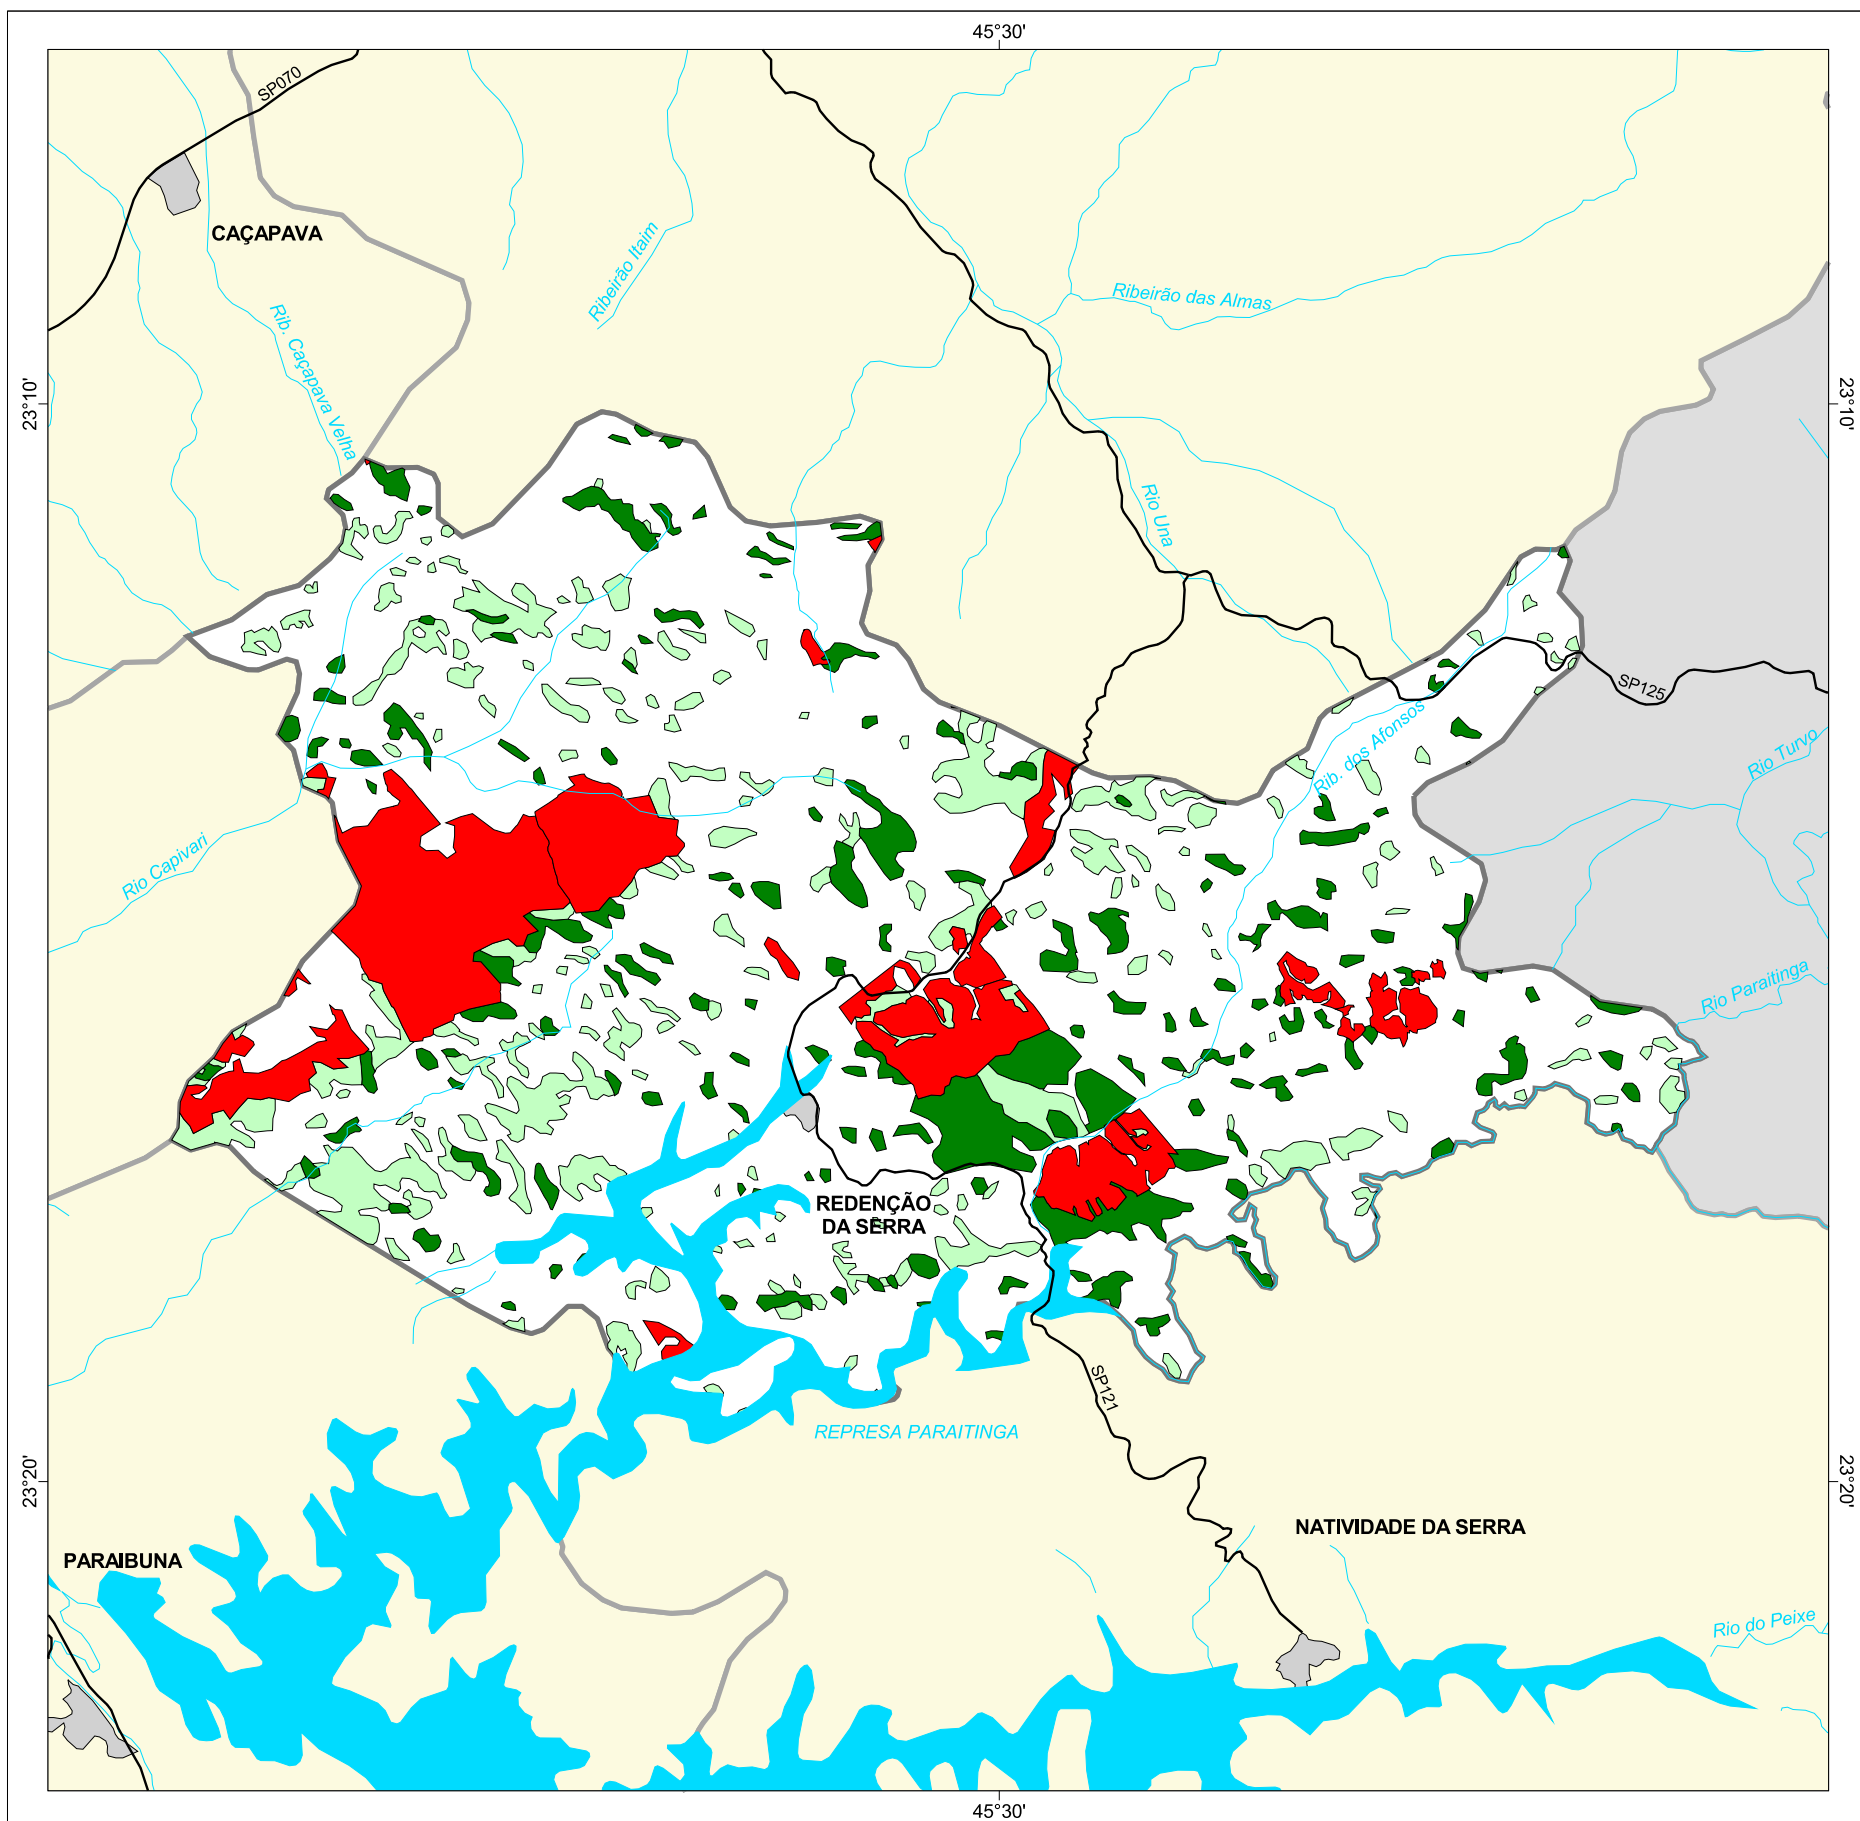 45°30'
SP070
CAÇAPAVA
Ribeirão Itaim
Ribeirão das Almas
Rib. Caçapava Velha
23°10'
23°10'
Rio Una
SP125
Rib. dos Afonsos
Rio Turvo
Rio Capivari
Rio Paraitinga
REDENÇÃO
DA SERRA
SP121
REPRESA PARAITINGA
23°20'
23°20'
NATIVIDADE DA SERRA
PARAIBUNA
Rio do Peixe
45°30'